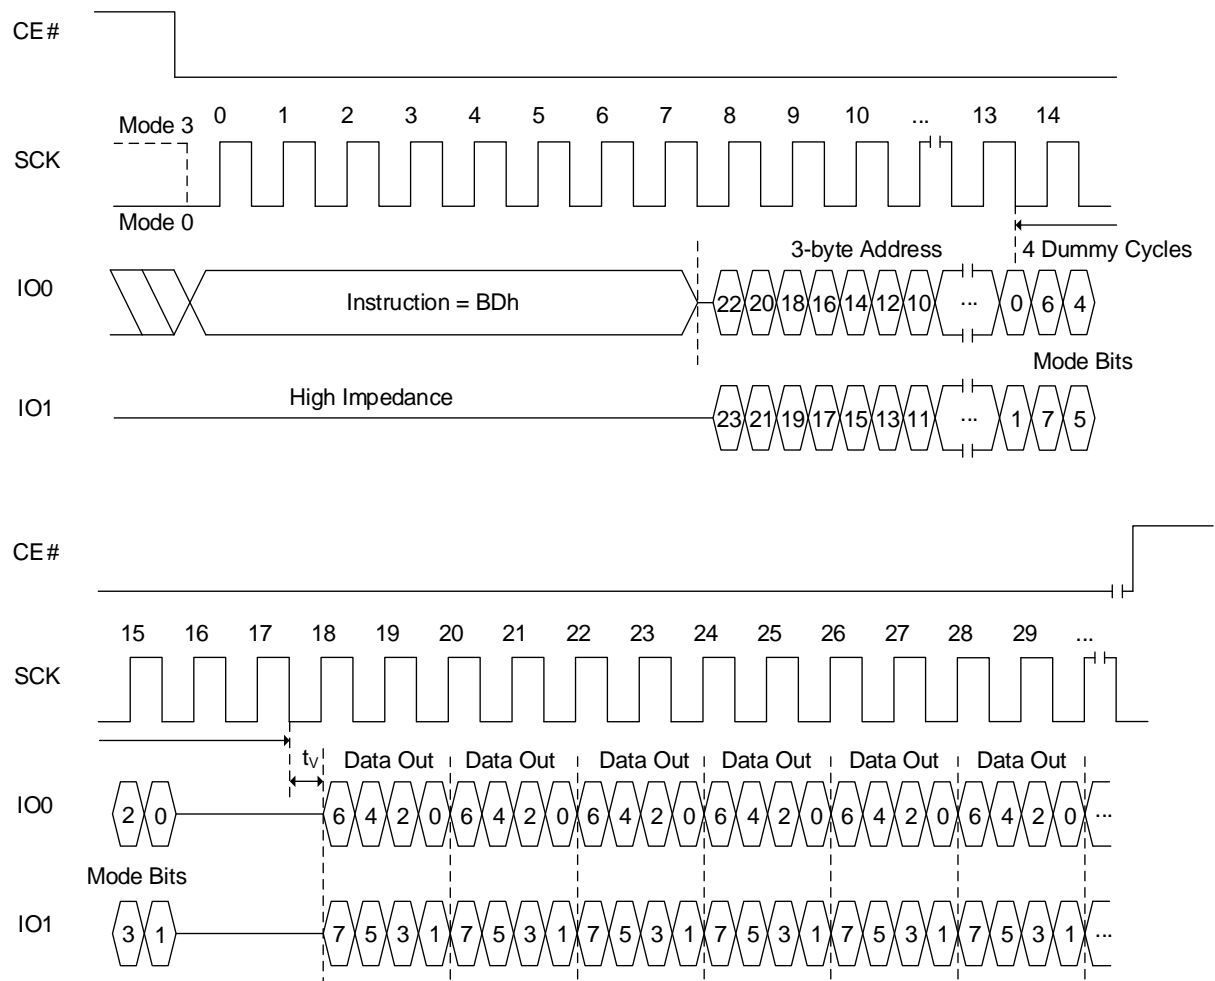 CE#
0 1 2 3 4 5 6 7 8 9 10 ... 13 14
Mode 3
SCK
Mode 0
3-byte Address 4 Dummy Cycles
IO0 Instruction = BDh 22 20 18 16 14 12 10 ... 0 6 4
Mode Bits
IO1 High Impedance 23 21 19 17 15 13 11 ... 1 7 5
CE#
15 16 17 18 19 20 21 22 23 24 25 26 27 28 29 ...
SCK
tV Data Out Data Out Data Out Data Out Data Out Data Out
IO0 2 0 6 4 2 0 6 4 2 0 6 4 2 0 6 4 2 0 6 4 2 0 6 4 2 0 ...
Mode Bits
IO1 3 1 7 5 3 1 7 5 3 1 7 5 3 1 7 5 3 1 7 5 3 1 7 5 3 1 ...